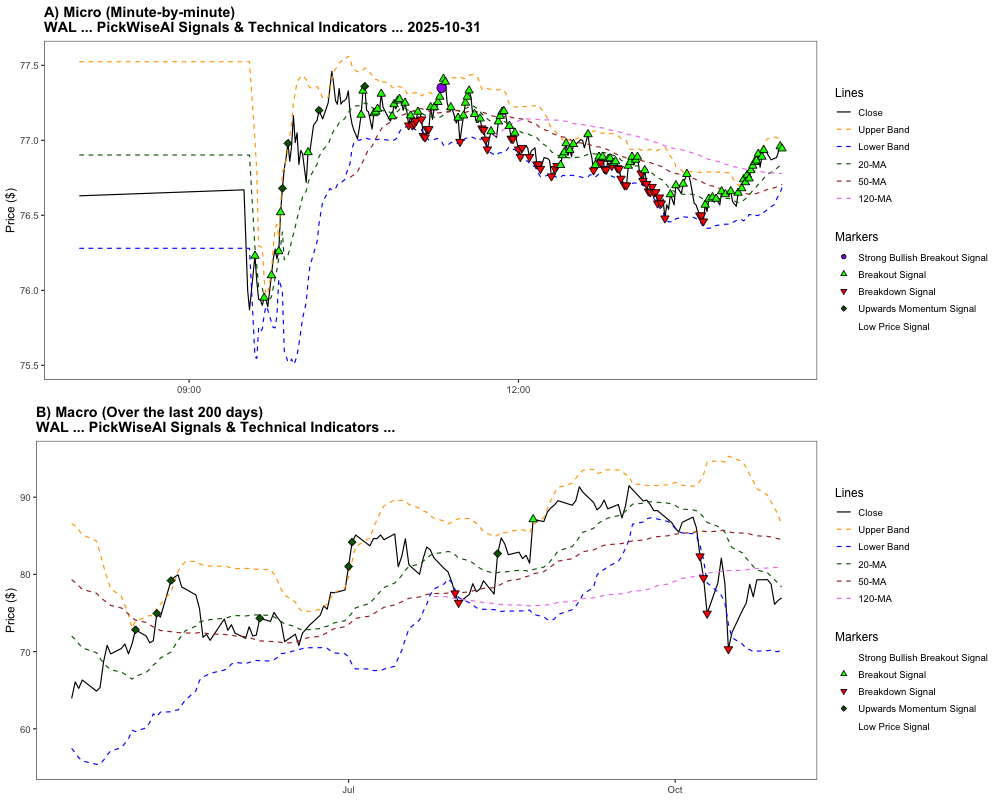 A) Micro (Minute-by-minute)
WAL ... PickWiseAI Signals & Technical Indicators ... 2025-10-31
Price ($)
77.5
77.0
76.5
76.0
75.5
09:00
12:00
Lines
Close
Upper Band
Lower Band
20-MA
50-MA
120-MA
Markers
Strong Bullish Breakout Signal
Breakout Signal
Breakdown Signal
Upwards Momentum Signal
Low Price Signal
B) Macro (Over the last 200 days)
WAL ... PickWiseAI Signals & Technical Indicators ...
Price ($)
90
80
70
60
Jul
Oct
Lines
Close
Upper Band
Lower Band
20-MA
50-MA
120-MA
Markers
Strong Bullish Breakout Signal
Breakout Signal
Breakdown Signal
Upwards Momentum Signal
Low Price Signal